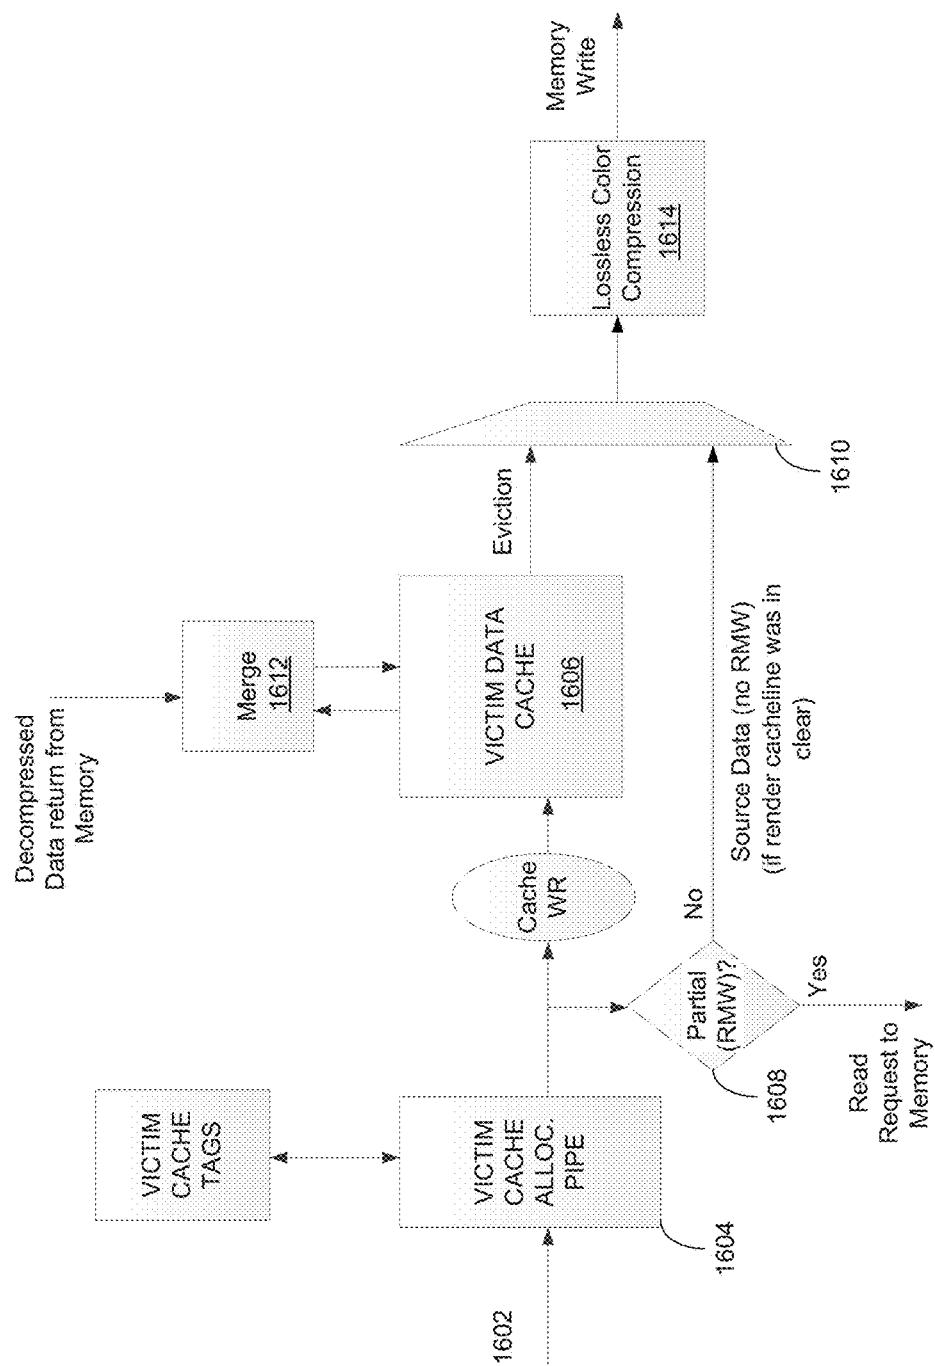 1602
VICTIM
CACHE
TAGS
VICTIM
CACHE
ALLOC.
PIPE
1604
Partial
(RMW)?
1608
Yes
Read
Request to
Memory
No
Source Data (no RMW)
(if render cacheline was in
clear)
Cache
WR
Decompressed
Data return from
Memory
Merge
1612
VICTIM DATA
CACHE
1606
Eviction
1610
Lossless Color
Compression
1614
Memory
Write